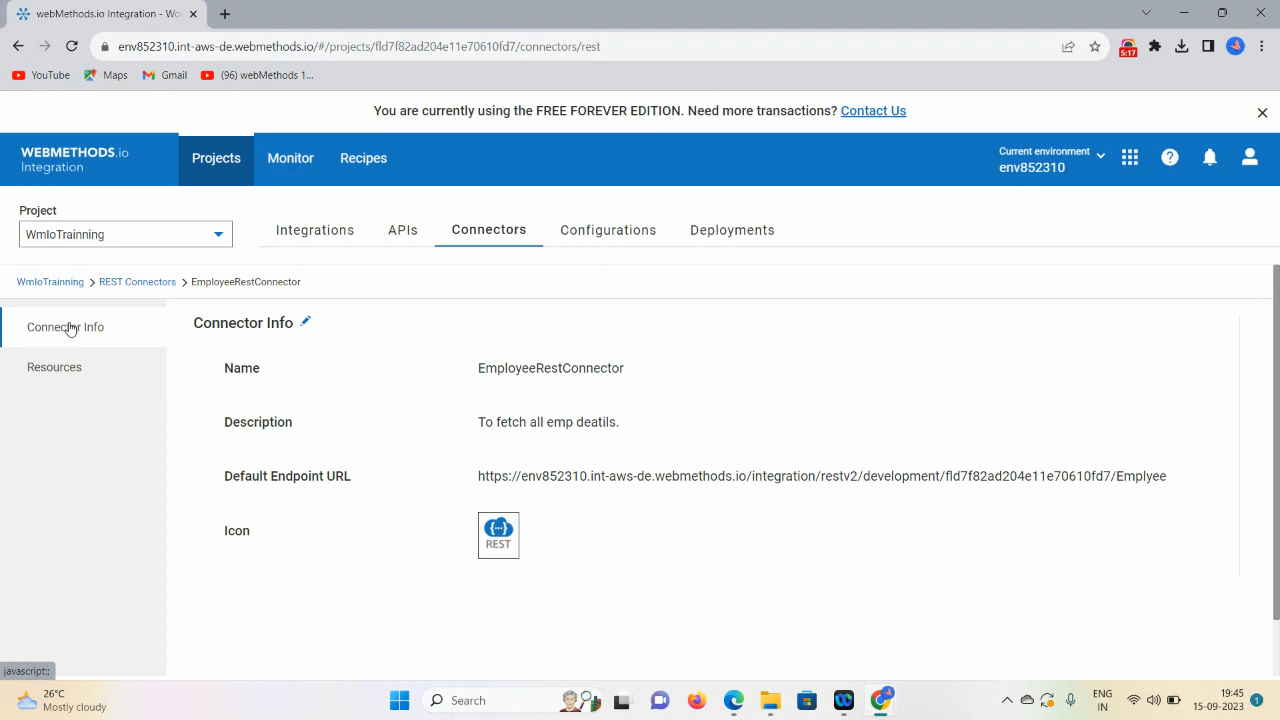 webMethods.io Integration - Wo
env852310.int-aws-de.webmethods.io/#/projects/fld7f82ad204e11e70610fd7/connectors/rest
5:17
YouTube
Maps
Gmail
(96) webMethods 1...
You are currently using the FREE FOREVER EDITION. Need more transactions? Contact Us
WEBMETHODS.io
Integration
Projects
Monitor
Recipes
Current environment
env852310
Project
WmIoTrainning
Integrations
APIs
Connectors
Configurations
Deployments
WmIoTrainning > REST Connectors > EmployeeRestConnector
Connector Info
Resources
Connector Info
Name
EmployeeRestConnector
Description
To fetch all emp deatils.
Default Endpoint URL
https://env852310.int-aws-de.webmethods.io/integration/restv2/development/fld7f82ad204e11e70610fd7/Emplyee
Icon
REST
javascript:;
26°C
Mostly cloudy
Search
ENG
IN
19:45
15-09-2023
1